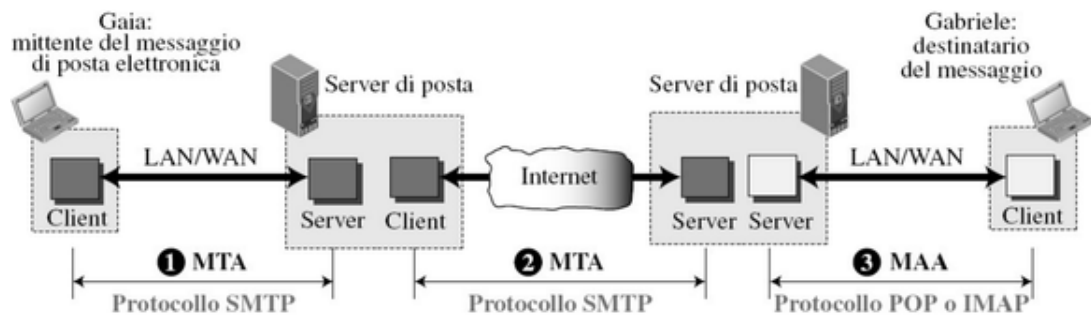 Gaia:
mittente del messaggio
di posta elettronica
Server di posta
Server di posta
Gabriele:
destinatario
del messaggio
LAN/WAN
Internet
LAN/WAN
Client
Server
Client
Server
Server
Client
1 MTA
2 MTA
3 MAA
Protocollo SMTP
Protocollo SMTP
Protocollo POP o IMAP